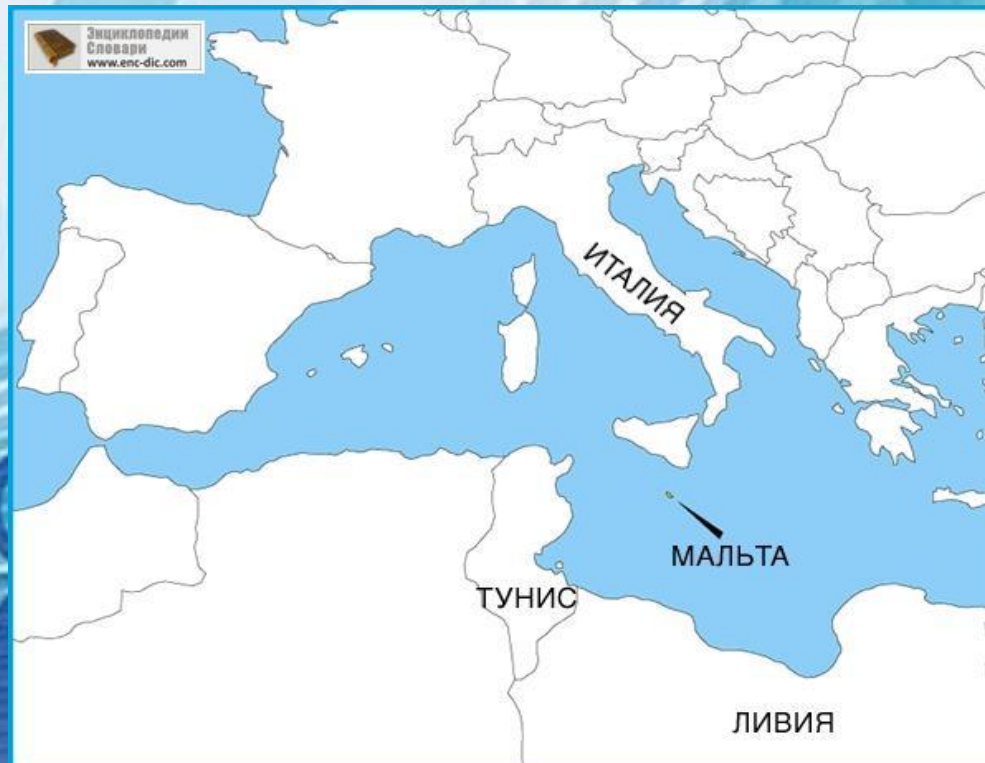 Энциклопедии
Словари
www.enc-dic.com
ИТАЛИЯ
МАЛЬТА
ТУНИС
ЛИВИЯ